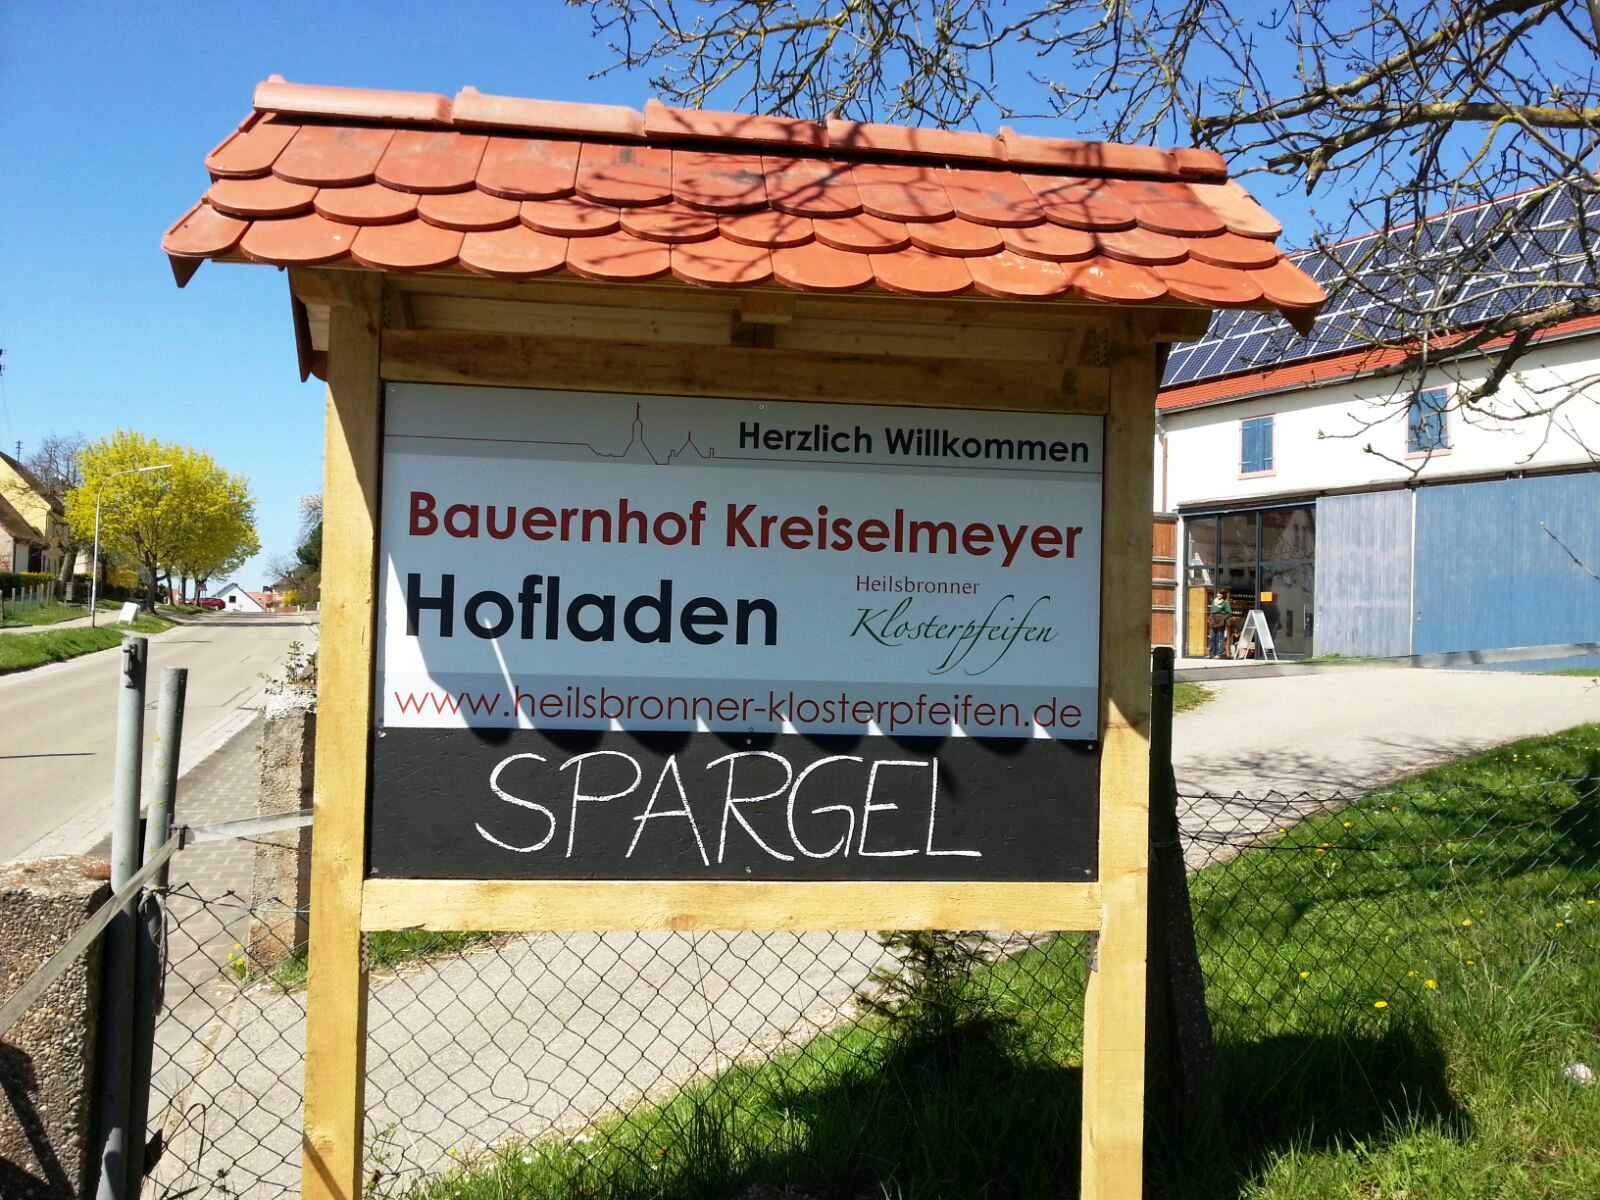 Herzlich Willkommen
Bauernhof Kreiselmeyer
Hofladen
Heilsbronner
Klosterpfeifen
www.heilsbronner-klosterpfeifen.de
SPARGEL